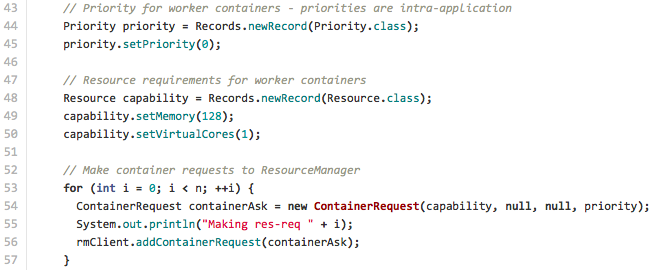 43 // Priority for worker containers - priorities are intra-application
44 Priority priority = Records.newRecord(Priority.class);
45 priority.setPriority(0);
46
47 // Resource requirements for worker containers
48 Resource capability = Records.newRecord(Resource.class);
49 capability.setMemory(128);
50 capability.setVirtualCores(1);
51
52 // Make container requests to ResourceManager
53 for (int i = 0; i < n; ++i) {
54 ContainerRequest containerAsk = new ContainerRequest(capability, null, null, priority);
55 System.out.println("Making res-req " + i);
56 rmClient.addContainerRequest(containerAsk);
57 }